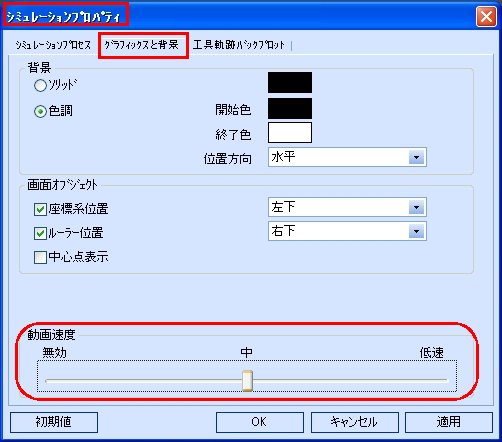 ｼﾐｭﾚｰｼｮﾝﾌﾟﾛﾊﾟﾃｨ
ｼﾐｭﾚｰｼｮﾝﾌﾟﾛｾｽ ｸﾞﾗﾌｨｯｸｽと背景 工具軌跡ﾊﾞｯｸﾌﾟﾛｯﾄ
背景
ｿﾘｯﾄﾞ
色調 開始色
終了色
位置方向 水平
画面ｵﾌﾞｼﾞｪｸﾄ
座標系位置 左下
ﾙｰﾗｰ位置 右下
中心点表示
動画速度
無効 中 低速
初期値 OK ｷｬﾝｾﾙ 適用